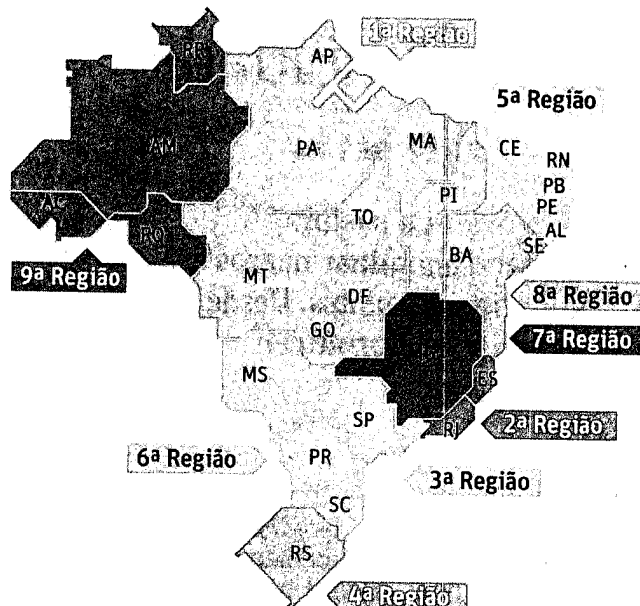 RR
AP
1ª Região
5ª Região
AM
PA
MA
CE
RN
PB
PI
PE
AC
TO
AL
RO
SE
BA
9ª Região
MT
DF
8ª Região
GO
7ª Região
MS
ES
SP
RJ
2ª Região
6ª Região
PR
3ª Região
SC
RS
4ª Região